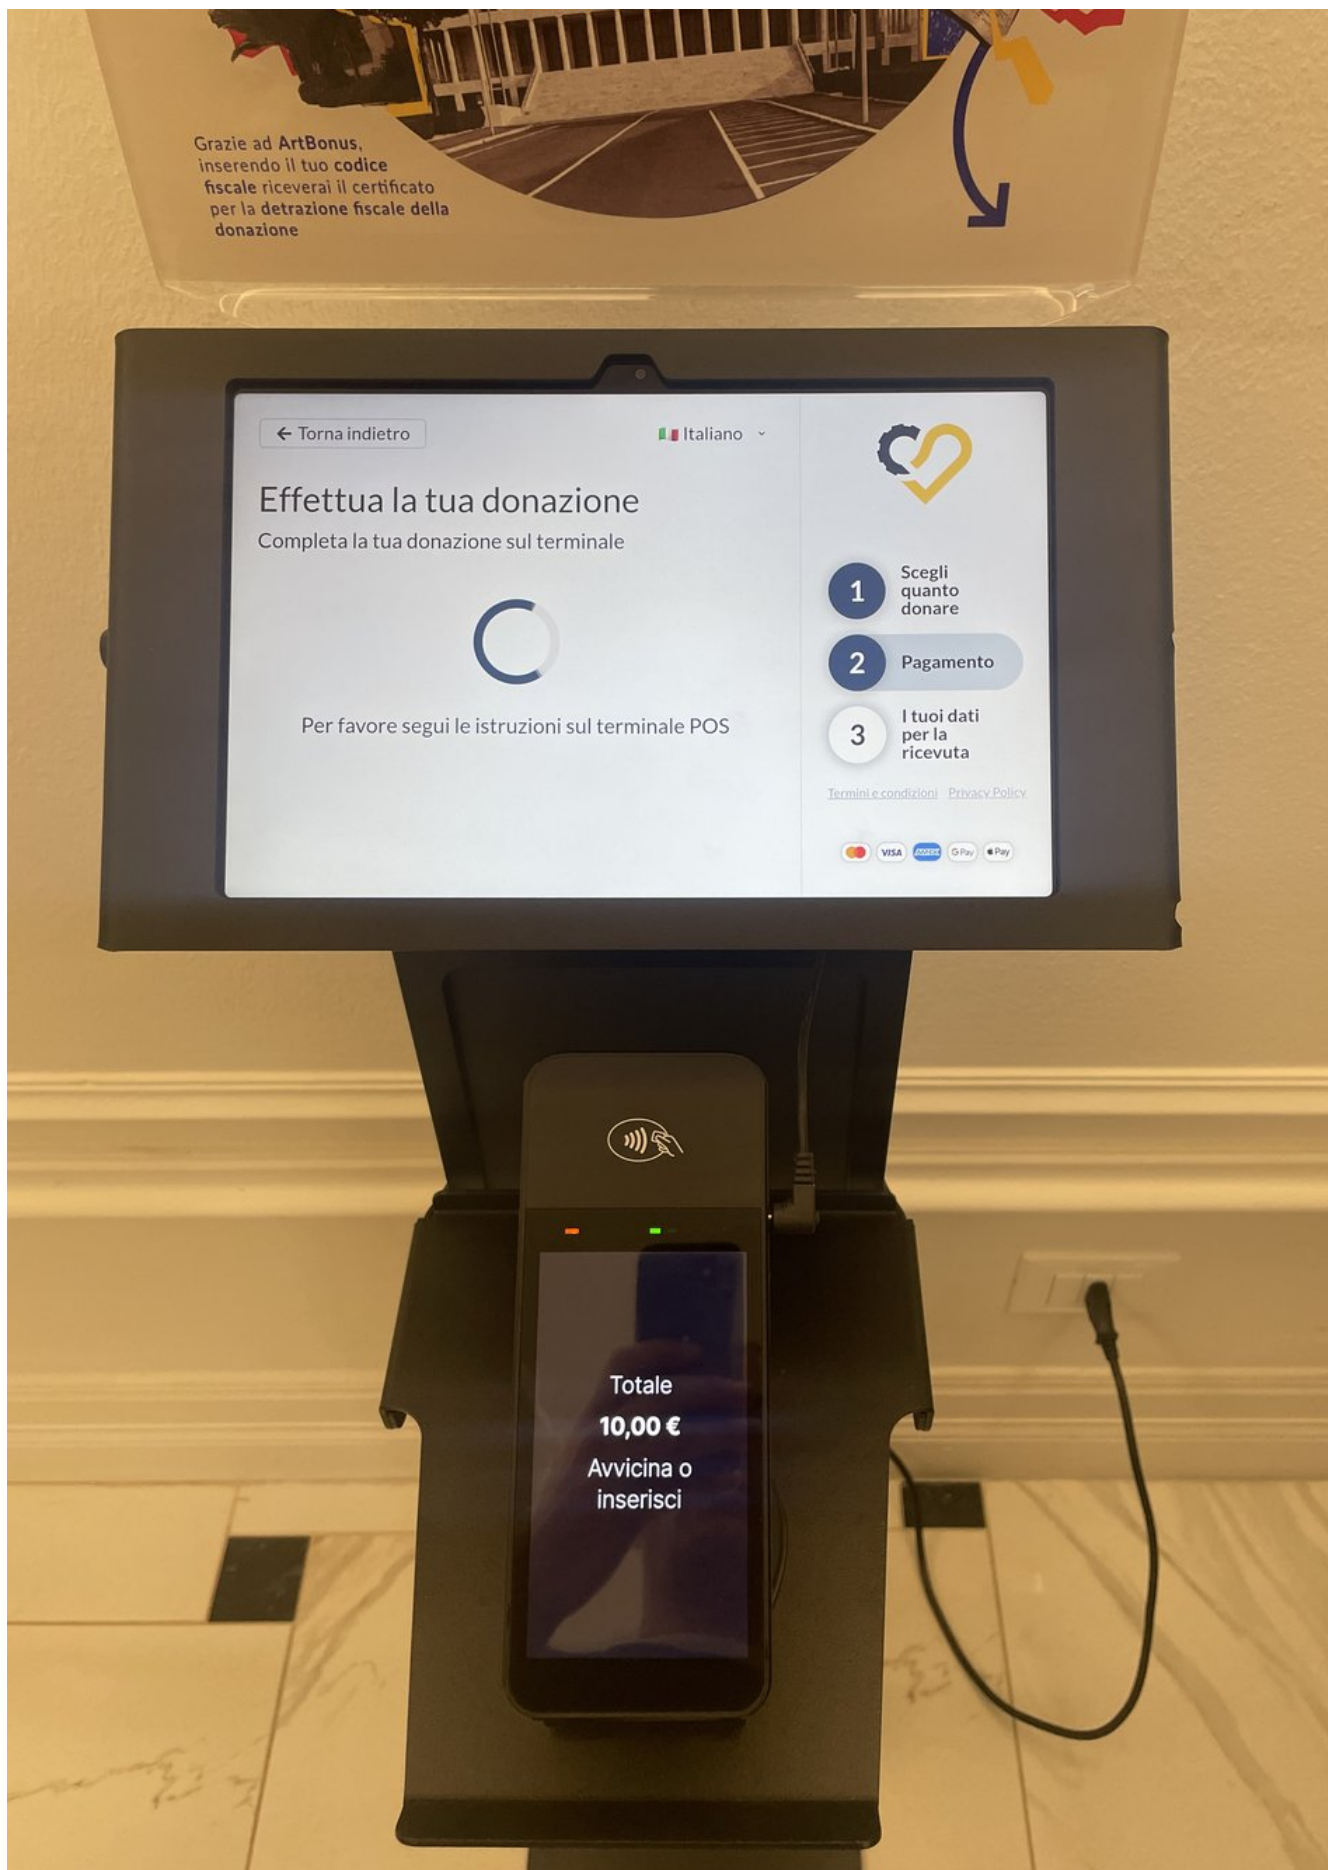 Grazie ad ArtBonus,
inserendo il tuo codice
fiscale riceverai il certificato
per la detrazione fiscale della
donazione
← Torna indietro
Italiano
Effettua la tua donazione
Completa la tua donazione sul terminale
Per favore segui le istruzioni sul terminale POS
1
Scegli
quanto
donare
2
Pagamento
3
I tuoi dati
per la
ricevuta
Termini e condizioni Privacy Policy
VISA AMEX G Pay Pay
Totale
10,00 €
Avvicina o
inserisci